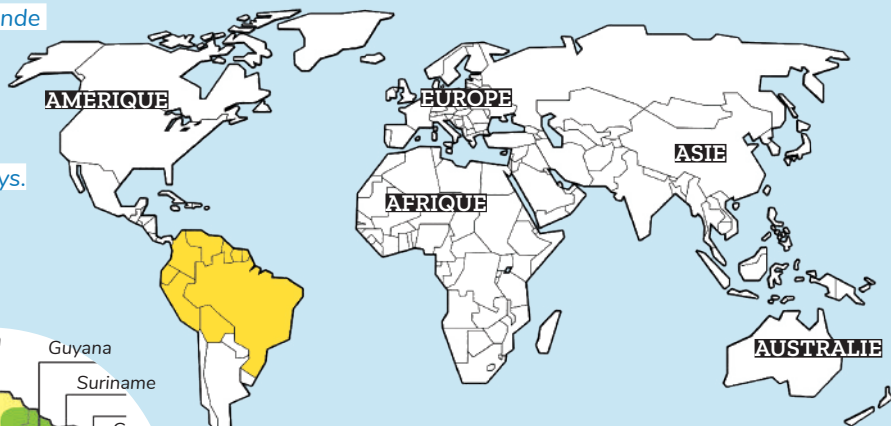 nde
AMÉRIQUE
EUROPE
ASIE
ys.
AFRIQUE
AUSTRALIE
Guyana
Suriname